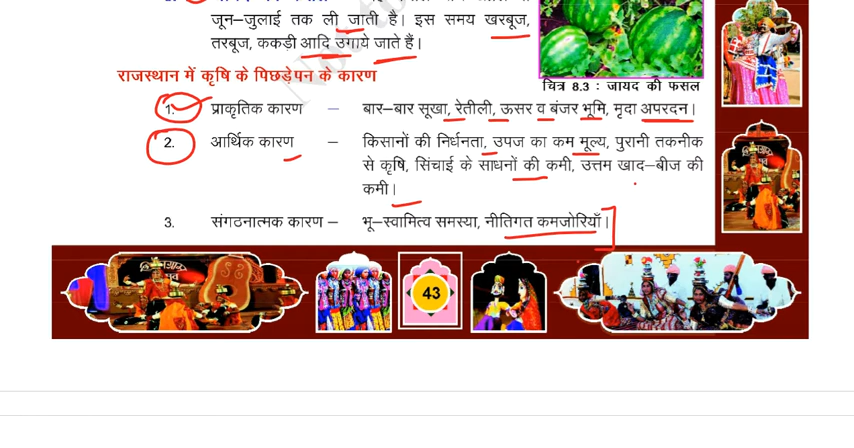 जून–जुलाई तक ली जाती है। इस समय खरबूज,
तरबूज, ककड़ी आदि उगाये जाते हैं।
चित्र 8.3 : जायद की फसल
राजस्थान में कृषि के पिछड़ेपन के कारण
1. प्राकृतिक कारण – बार–बार सूखा, रेतीली, ऊसर व बंजर भूमि, मृदा अपरदन।
2. आर्थिक कारण – किसानों की निर्धनता, उपज का कम मूल्य, पुरानी तकनीक
से कृषि, सिंचाई के साधनों की कमी, उत्तम खाद–बीज की
कमी।
3. संगठनात्मक कारण – भू–स्वामित्व समस्या, नीतिगत कमजोरियाँ।
43